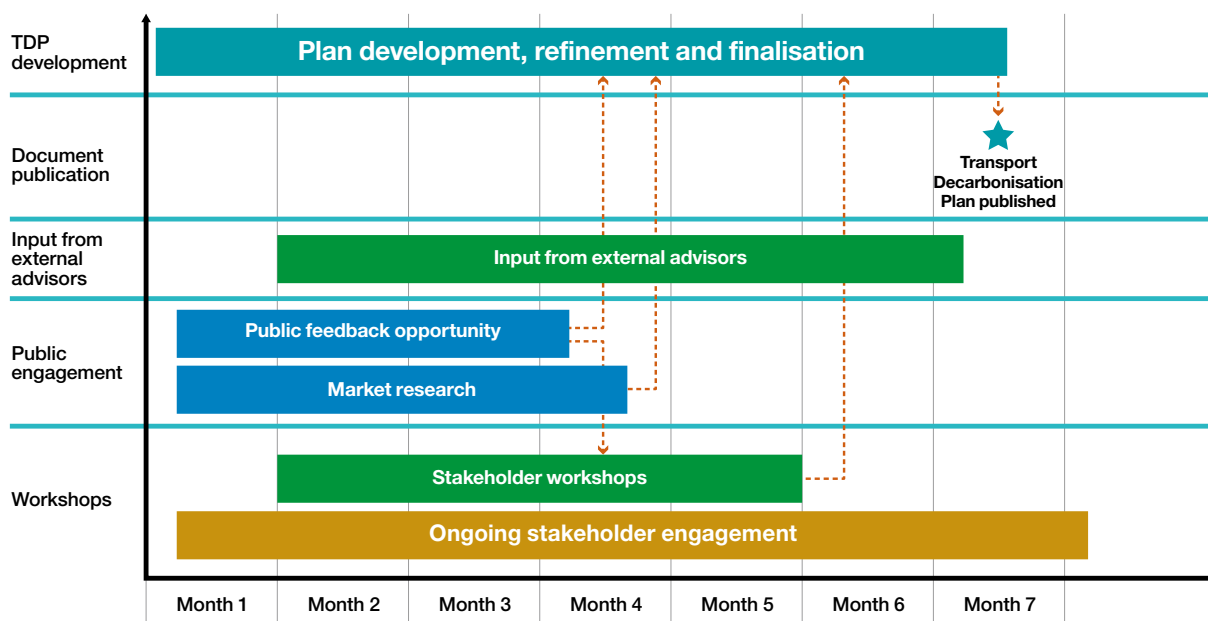 TDP
development
Plan development, refinement and finalisation
Document
publication
Transport
Decarbonisation
Plan published
Input from
external
advisors
Input from external advisors
Public
engagement
Public feedback opportunity
Market research
Workshops
Stakeholder workshops
Ongoing stakeholder engagement
Month 1
Month 2
Month 3
Month 4
Month 5
Month 6
Month 7